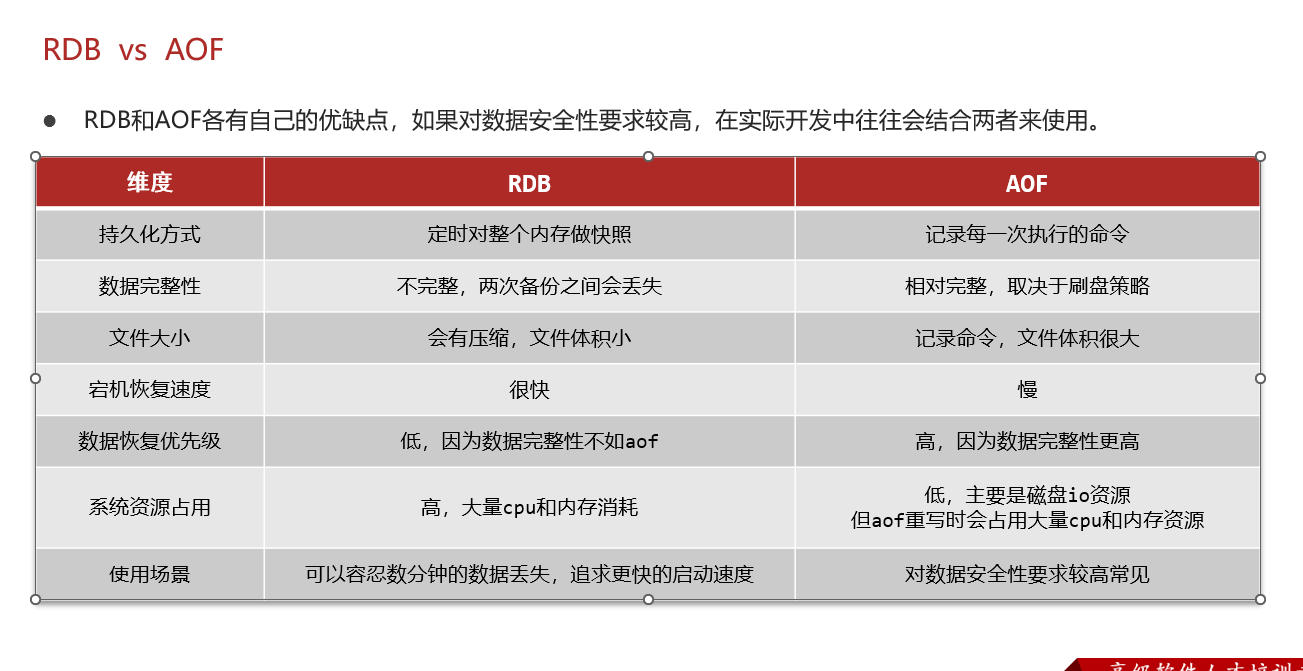 RDB vs AOF
● RDB和AOF各有自己的优缺点，如果对数据安全性要求较高，在实际开发中往往会结合两者来使用。
维度 RDB AOF
持久化方式 定时对整个内存做快照 记录每一次执行的命令
数据完整性 不完整，两次备份之间会丢失 相对完整，取决于刷盘策略
文件大小 会有压缩，文件体积小 记录命令，文件体积很大
宕机恢复速度 很快 慢
数据恢复优先级 低，因为数据完整性不如aof 高，因为数据完整性更高
系统资源占用 高，大量cpu和内存消耗 低，主要是磁盘io资源
但aof重写时会占用大量cpu和内存资源
使用场景 可以容忍数分钟的数据丢失，追求更快的启动速度 对数据安全性要求较高常见
高级软件人才培训